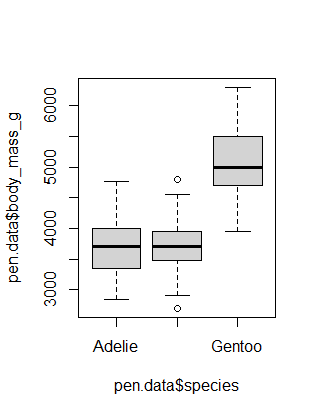 pen.data$body_mass_g
6000
5000
4000
3000
Adelie
Gentoo
pen.data$species